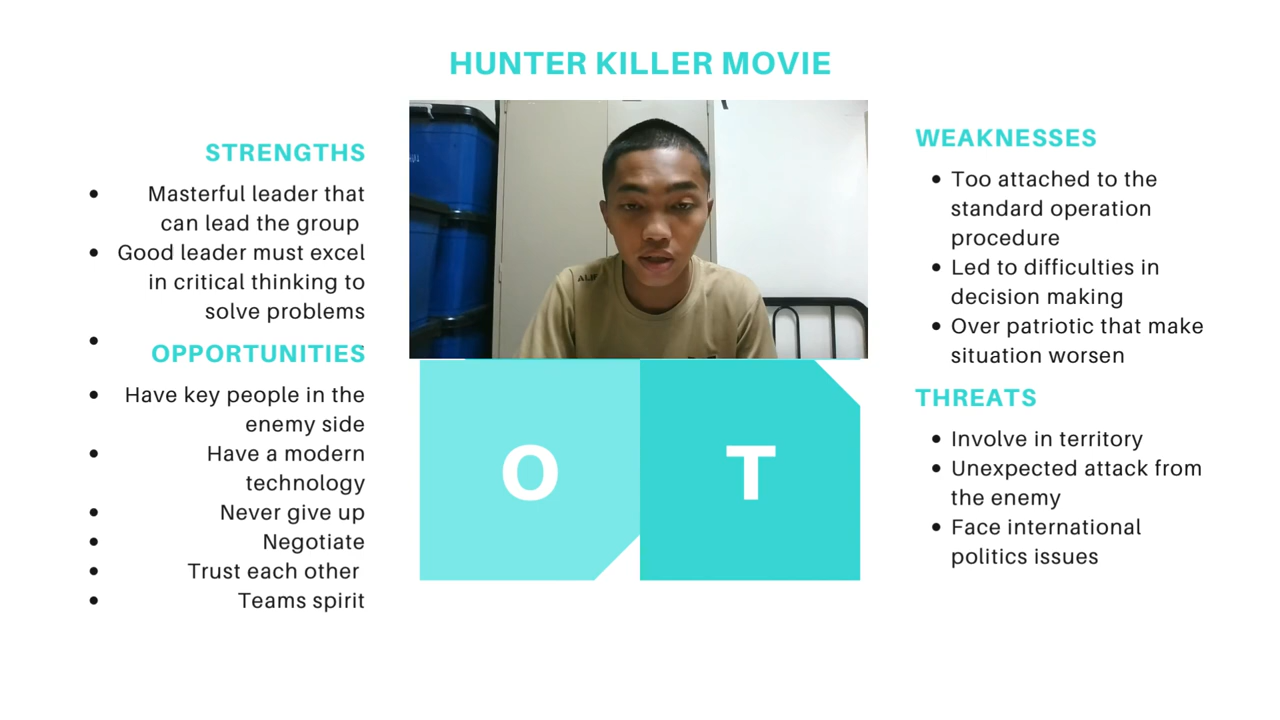 HUNTER KILLER MOVIE
STRENGTHS
Masterful leader that
can lead the group
Good leader must excel
in critical thinking to
solve problems
OPPORTUNITIES
Have key people in the
enemy side
Have a modern
technology
Never give up
Negotiate
Trust each other
Teams spirit
O
T
WEAKNESSES
Too attached to the
standard operation
procedure
Led to difficulties in
decision making
Over patriotic that make
situation worsen
THREATS
Involve in territory
Unexpected attack from
the enemy
Face international
politics issues